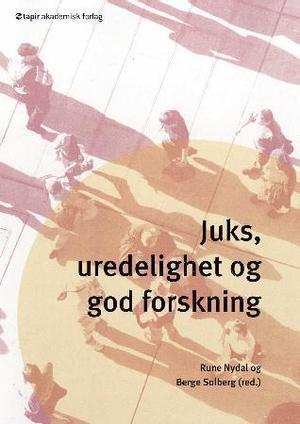 tapir akademisk forlag
Juks,
uredelighet og
god forskning
Rune Nydal og
Berge Solberg (red.)